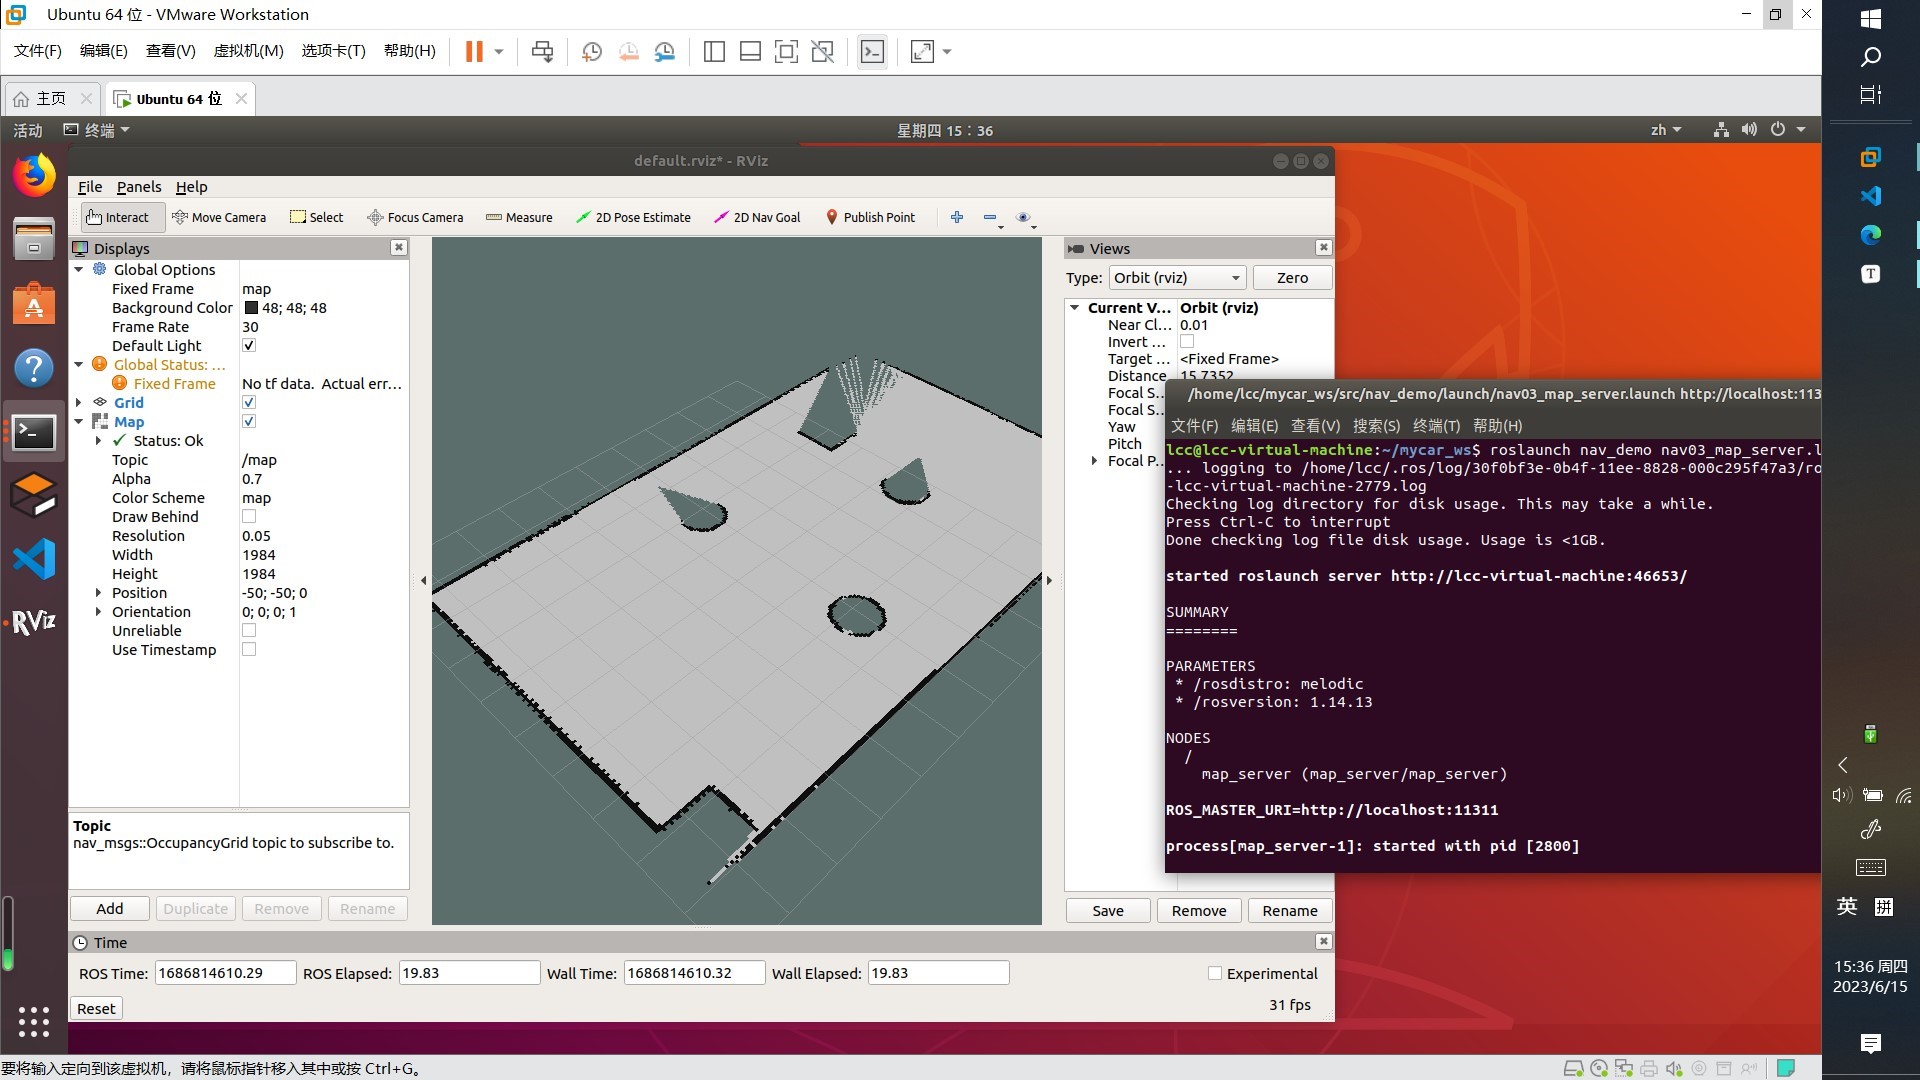 Ubuntu 64 位 - VMware Workstation
文件(F) 编辑(E) 查看(V) 虚拟机(M) 选项卡(T) 帮助(H)
主页 Ubuntu 64 位
活动 终端 星期四 15：36 zh
default.rviz* - RViz
File Panels Help
Interact Move Camera Select Focus Camera Measure 2D Pose Estimate 2D Nav Goal Publish Point
Displays
Global Options
Fixed Frame map
Background Color 48; 48; 48
Frame Rate 30
Default Light
Global Status: ...
Fixed Frame No tf data. Actual err...
Grid
Map
Status: Ok
Topic /map
Alpha 0.7
Color Scheme map
Draw Behind
Resolution 0.05
Width 1984
Height 1984
Position -50; -50; 0
Orientation 0; 0; 0; 1
Unreliable
Use Timestamp
Topic
nav_msgs::OccupancyGrid topic to subscribe to.
Add Duplicate Remove Rename
Views
Type: Orbit (rviz) Zero
Current V... Orbit (rviz)
Near Cl... 0.01
Invert ...
Target ... <Fixed Frame>
Distance 15.7352
Focal S...
Focal S...
Yaw
Pitch
Focal P...
Save Remove Rename
/home/lcc/mycar_ws/src/nav_demo/launch/nav03_map_server.launch http://localhost:113
文件(F) 编辑(E) 查看(V) 搜索(S) 终端(T) 帮助(H)
lcc@lcc-virtual-machine:~/mycar_ws$ roslaunch nav_demo nav03_map_server.l
... logging to /home/lcc/.ros/log/30f0bf3e-0b4f-11ee-8828-000c295f47a3/ro
-lcc-virtual-machine-2779.log
Checking log directory for disk usage. This may take a while.
Press Ctrl-C to interrupt
Done checking log file disk usage. Usage is <1GB.
started roslaunch server http://lcc-virtual-machine:46653/
SUMMARY
========
PARAMETERS
* /rosdistro: melodic
* /rosversion: 1.14.13
NODES
/
map_server (map_server/map_server)
ROS_MASTER_URI=http://localhost:11311
process[map_server-1]: started with pid [2800]
RViz
Time
ROS Time: 1686814610.29 ROS Elapsed: 19.83 Wall Time: 1686814610.32 Wall Elapsed: 19.83 Experimental
Reset 31 fps
要将输入定向到该虚拟机，请将鼠标指针移入其中或按 Ctrl+G。
T
英 拼
15:36 周四
2023/6/15